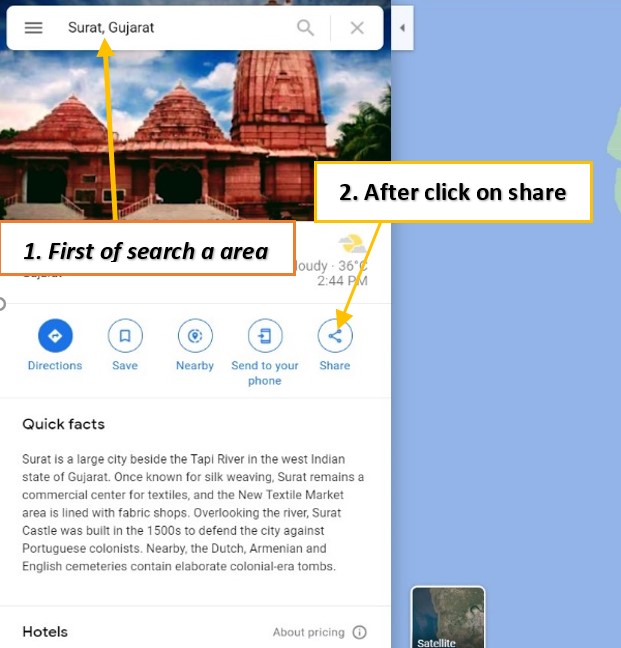 Surat, Gujarat
2. After click on share
1. First of search a area
36°C
2:44 PM
Directions
Save
Nearby
Send to your
phone
Share
Quick facts
Surat is a large city beside the Tapi River in the west Indian
state of Gujarat. Once known for silk weaving, Surat remains a
commercial center for textiles, and the New Textile Market
area is lined with fabric shops. Overlooking the river, Surat
Castle was built in the 1500s to defend the city against
Portuguese colonists. Nearby, the Dutch, Armenian and
English cemeteries contain elaborate colonial-era tombs.
Hotels
About pricing
Satellite